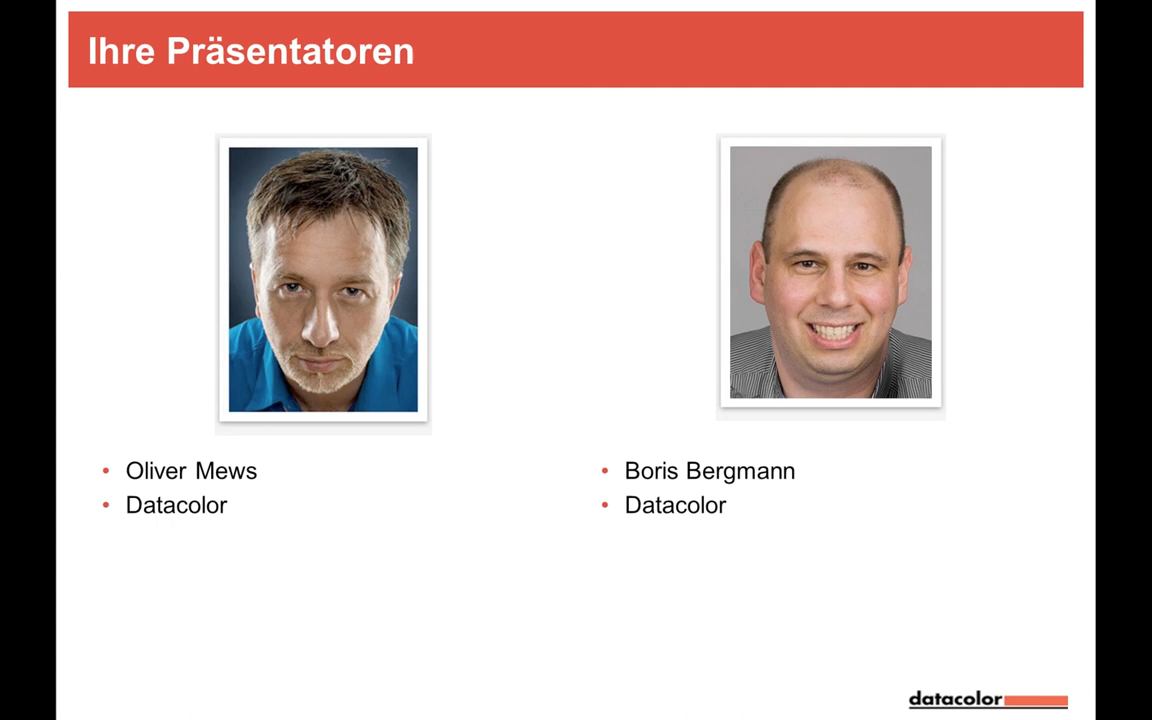 Ihre Präsentatoren
Oliver Mews
Datacolor
Boris Bergmann
Datacolor
datacolor